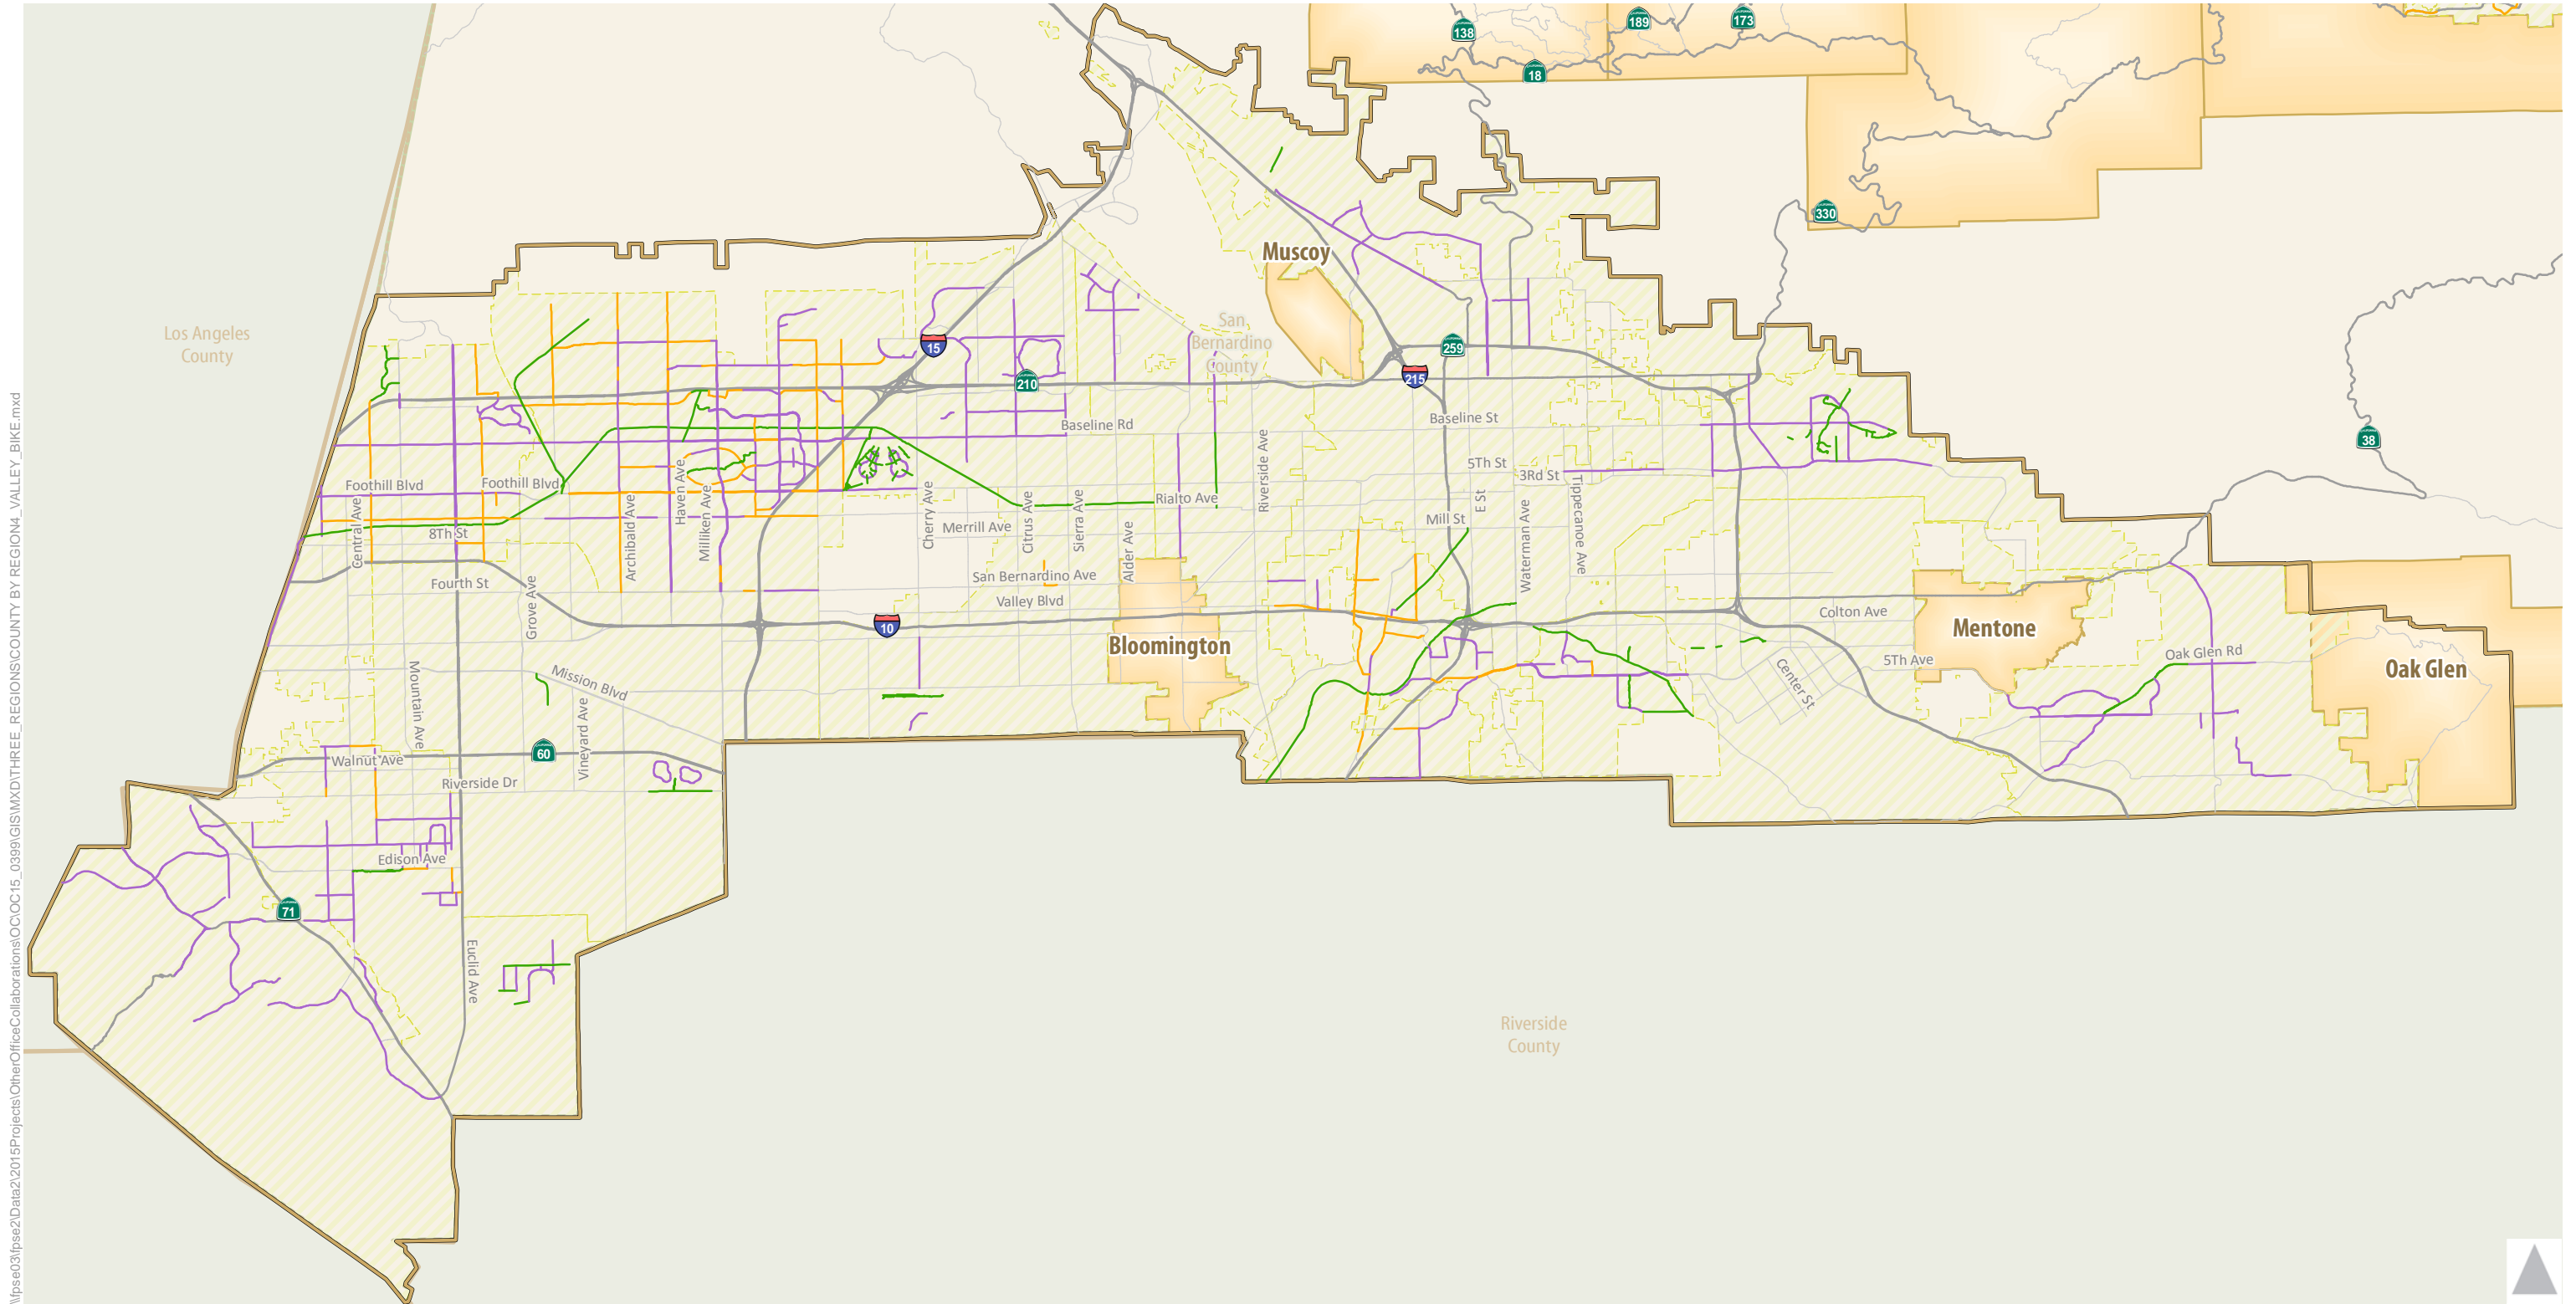 138
189
173
18
330
Muscoy
Los Angeles
County
San
Bernardino
County
15
259
210
215
38
Baseline Rd
Baseline St
Foothill Blvd
Foothill Blvd
5Th St
3Rd St
Rialto Ave
Central Ave
8Th St
Archibald Ave
Haven Ave
Milliken Ave
Cherry Ave
Merrill Ave
Citrus Ave
Sierra Ave
Alder Ave
Riverside Ave
Mill St
E St
Waterman Ave
Tippecanoe Ave
Fourth St
Grove Ave
San Bernardino Ave
Valley Blvd
10
Colton Ave
Bloomington
Mentone
5Th Ave
Center St
Oak Glen Rd
Oak Glen
Mountain Ave
Mission Blvd
Vineyard Ave
60
Walnut Ave
Riverside Dr
Edison Ave
71
Euclid Ave
Riverside
County
\\fpse03\fpse2\Data2\2015Projects\OtherOfficeCollaborations\OC\OC15_0399\GIS\MXD\THREE_REGIONS\COUNTY BY REGION4_VALLEY_BIKE.mxd